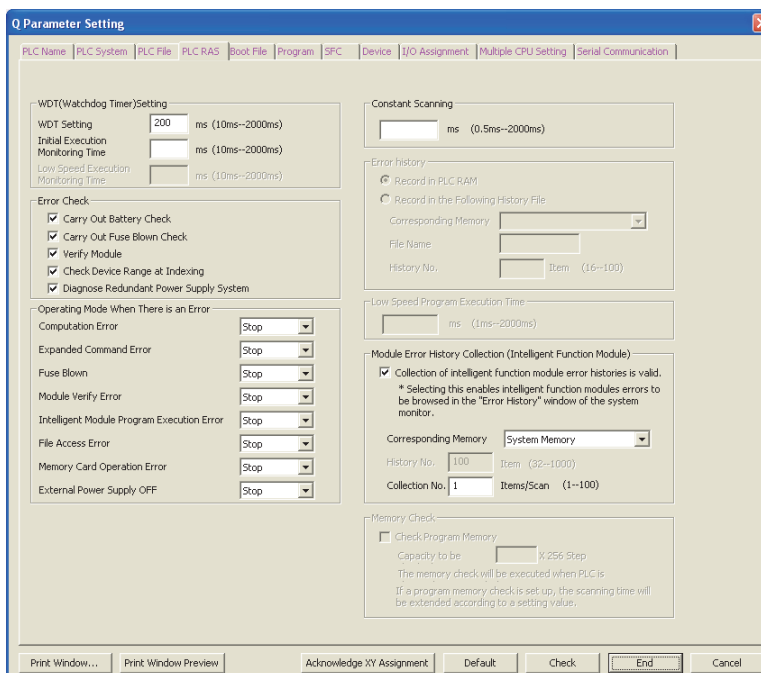 Q Parameter Setting
PLC Name PLC System PLC File PLC RAS Boot File Program SFC Device I/O Assignment Multiple CPU Setting Serial Communication
WDT(Watchdog Timer)Setting
WDT Setting 200 ms (10ms--2000ms)
Initial Execution
Monitoring Time ms (10ms--2000ms)
Low Speed Execution
Monitoring Time ms (10ms--2000ms)
Error Check
Carry Out Battery Check
Carry Out Fuse Blown Check
Verify Module
Check Device Range at Indexing
Diagnose Redundant Power Supply System
Operating Mode When There is an Error
Computation Error Stop
Expanded Command Error Stop
Fuse Blown Stop
Module Verify Error Stop
Intelligent Module Program Execution Error Stop
File Access Error Stop
Memory Card Operation Error Stop
External Power Supply OFF Stop
Constant Scanning
ms (0.5ms--2000ms)
Error history
Record in PLC RAM
Record in the Following History File
Corresponding Memory
File Name
History No. Item (16--100)
Low Speed Program Execution Time
ms (1ms--2000ms)
Module Error History Collection (Intelligent Function Module)
Collection of intelligent function module error histories is valid.
* Selecting this enables intelligent function modules errors to
be browsed in the "Error History" window of the system
monitor.
Corresponding Memory System Memory
History No. 100 Item (32--1000)
Collection No. 1 Items/Scan (1--100)
Memory Check
Check Program Memory
Capacity to be X 256 Step
The memory check will be executed when PLC is
If a program memory check is set up, the scanning time will
be extended according to a setting value.
Print Window... Print Window Preview Acknowledge XY Assignment Default Check End Cancel